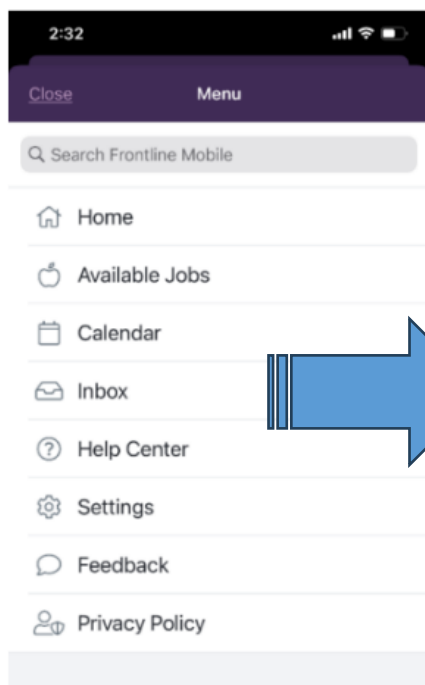 2:32
Close Menu
Search Frontline Mobile
Home
Available Jobs
Calendar
Inbox
Help Center
Settings
Feedback
Privacy Policy